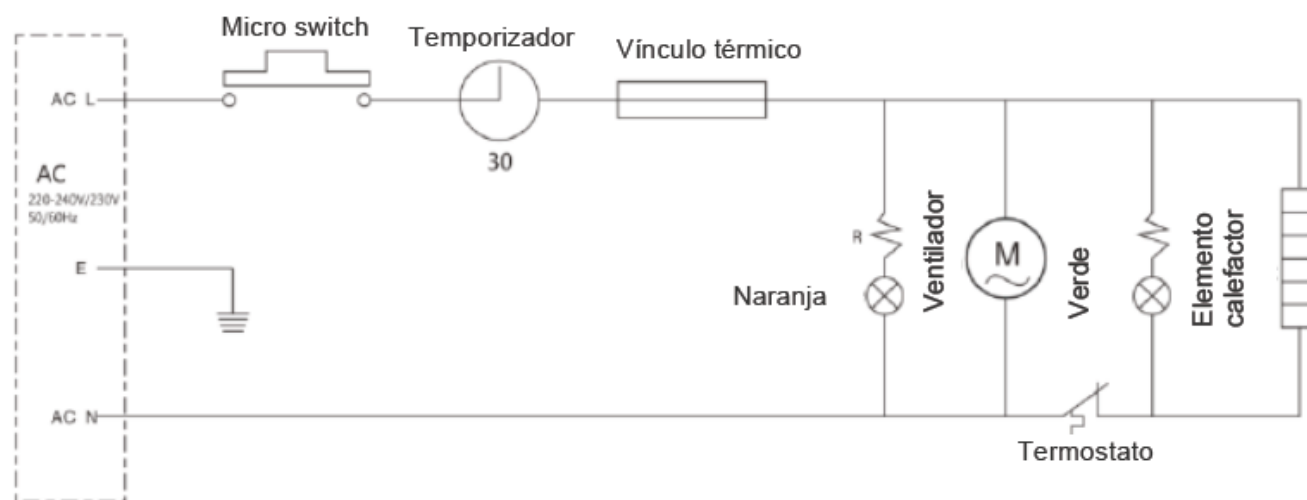 Micro switch
Temporizador
Vínculo térmico
AC L
30
AC
220-240V/230V
50/60Hz
E
R
Naranja
Ventilador
M
Verde
Elemento
calefactor
AC N
Termostato